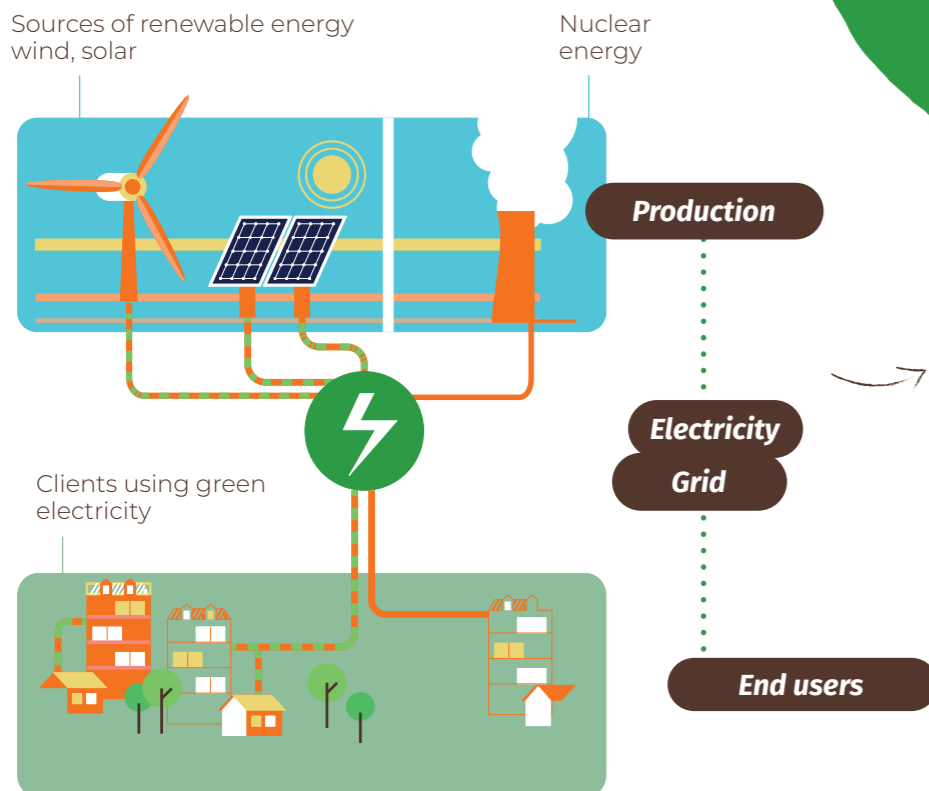 Sources of renewable energy
wind, solar
Nuclear
energy
Production
Electricity
Grid
Clients using green
electricity
End users